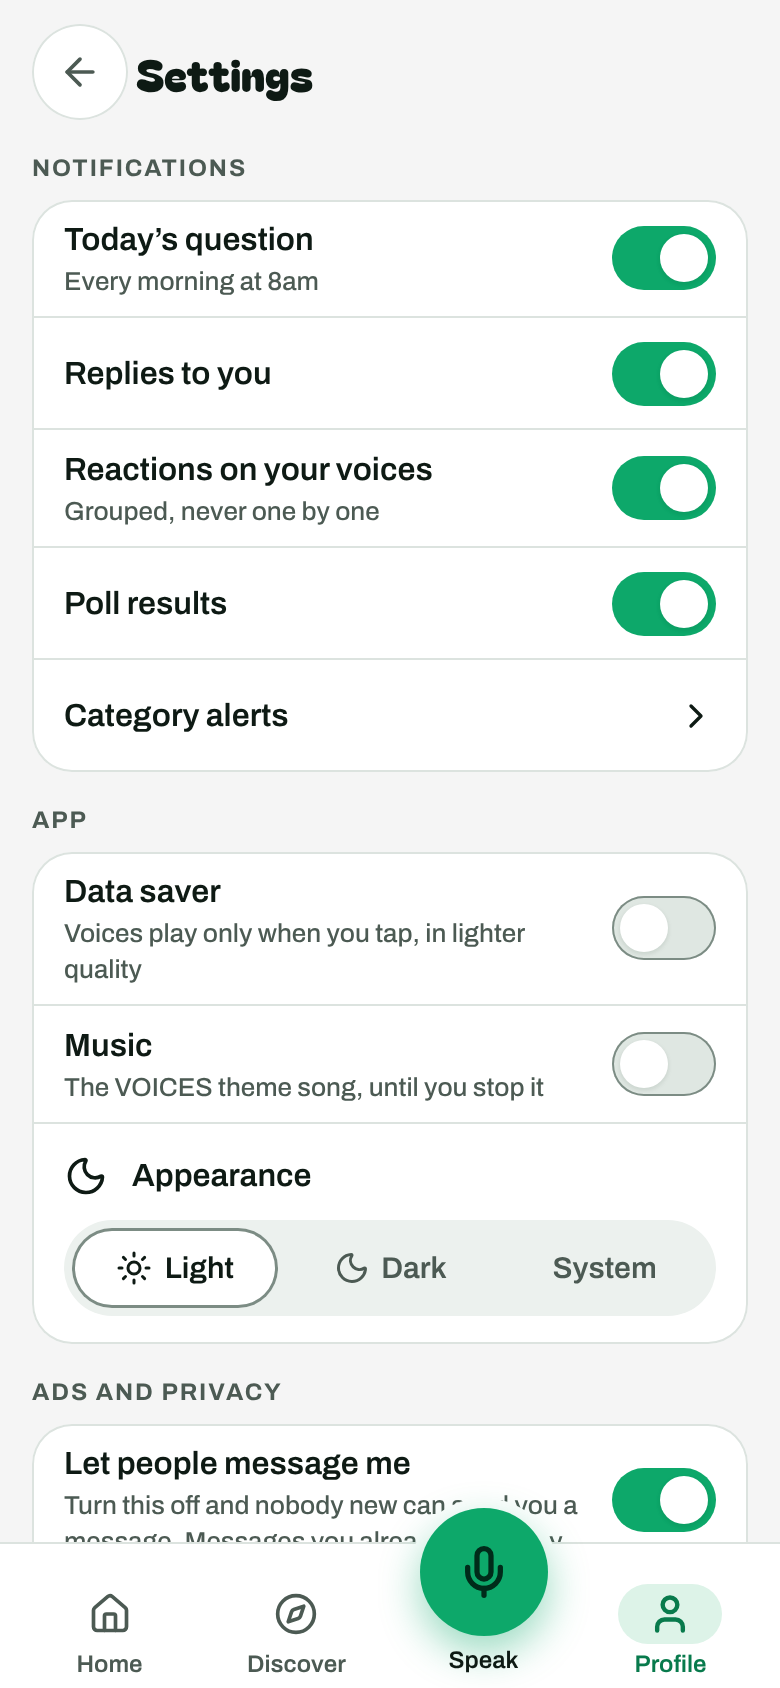 Settings
NOTIFICATIONS
Today’s question
Every morning at 8am
Replies to you
Reactions on your voices
Grouped, never one by one
Poll results
Category alerts
APP
Data saver
Voices play only when you tap, in lighter
quality
Music
The VOICES theme song, until you stop it
Appearance
Light
Dark
System
ADS AND PRIVACY
Let people message me
Turn this off and nobody new can you a
message. Messages you
Home
Discover
Speak
Profile